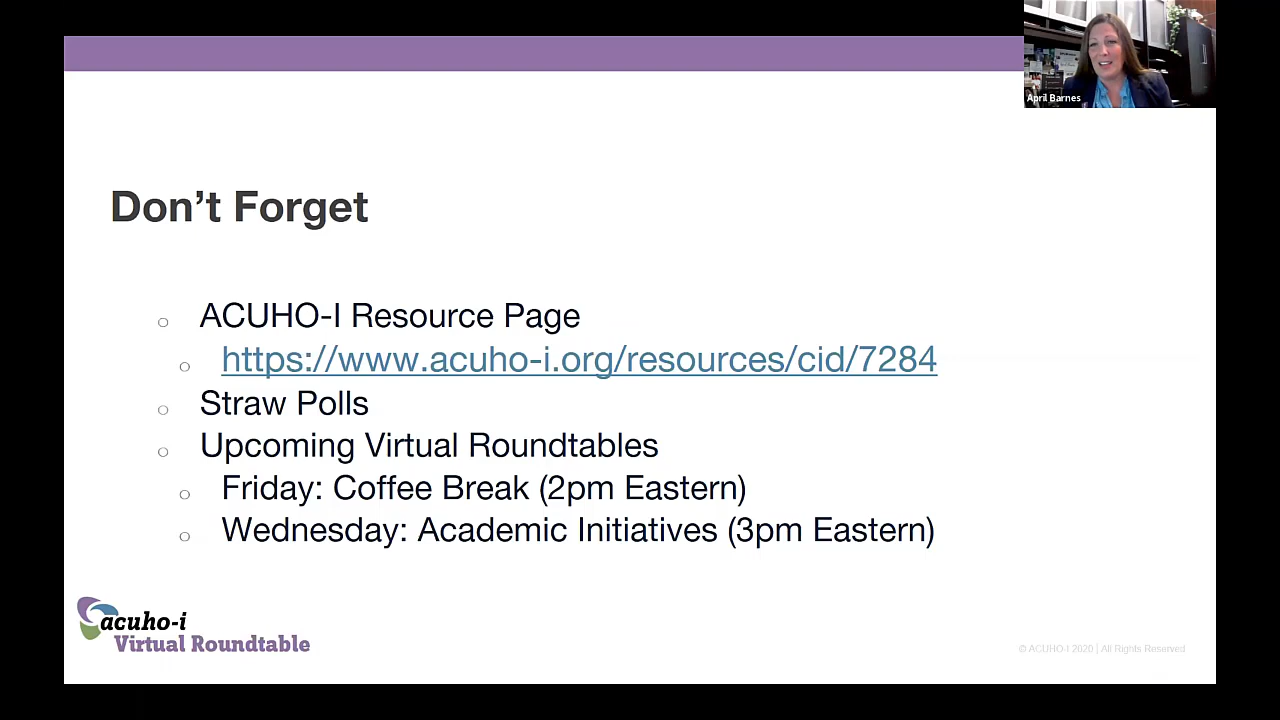 April Barnes
Don't Forget
ACUHO-I Resource Page
https://www.acuho-i.org/resources/cid/7284
Straw Polls
Upcoming Virtual Roundtables
Friday: Coffee Break (2pm Eastern)
Wednesday: Academic Initiatives (3pm Eastern)
acuho-i
Virtual Roundtable
© ACUHO-I 2020 | All Rights Reserved